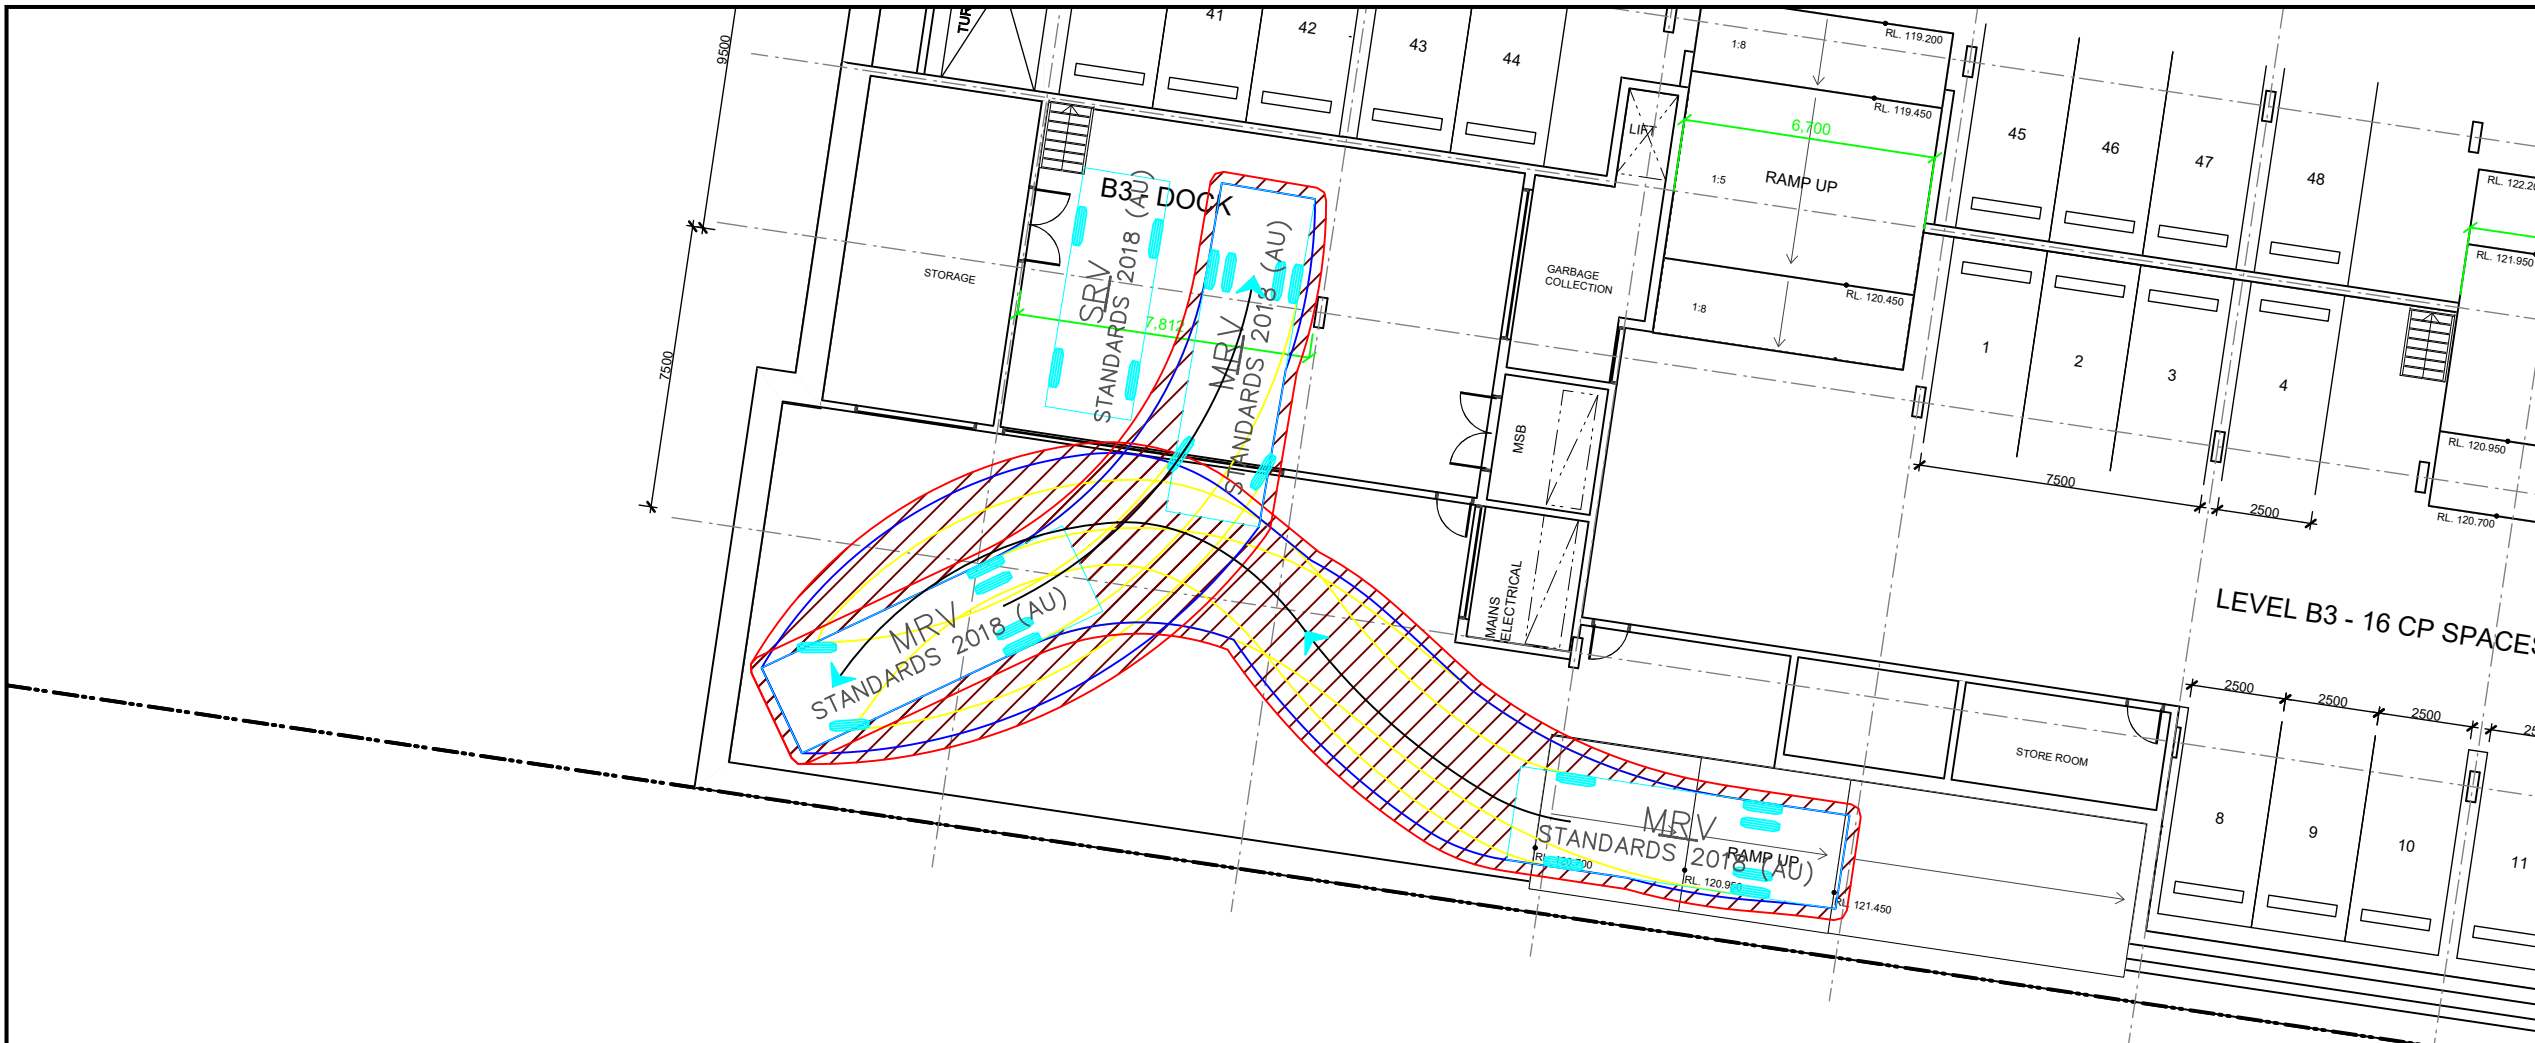 TUR
41
42
43
44
9500
7500
B3 - DOCK
STORAGE
SRV
STANDARDS 2018 (AU)
7,812
MRV
STANDARDS 2018 (AU)
MRV
STANDARDS 2018 (AU)
LIFT
GARBAGE
COLLECTION
MSB
MAINS
ELECTRICAL
1:8
RL. 119.200
RL. 119.450
6,700
1:5
RAMP UP
RL. 120.450
1:8
45
46
47
48
1
2
3
4
7500
2500
RL. 121.950
RL. 120.950
RL. 120.700
LEVEL B3 - 16 CP SPACES
2500
2500
2500
STORE ROOM
8
9
10
11
MRV
STANDARDS 2018 (AU)
RAMP UP
RL. 120.950
RL. 121.450